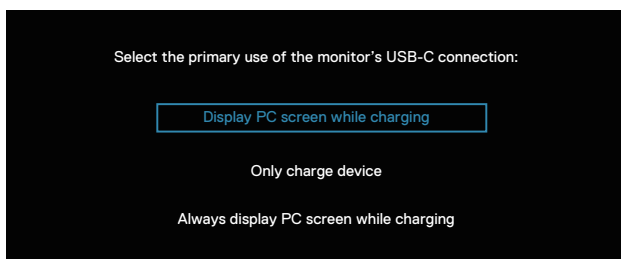 Select the primary use of the monitor’s USB-C connection:
Display PC screen while charging
Only charge device
Always display PC screen while charging